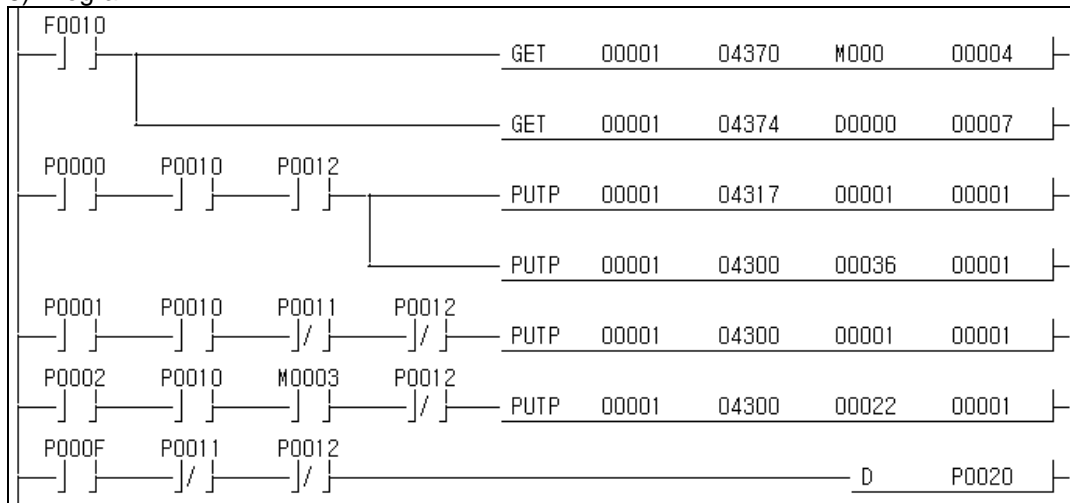 F0010
GET 00001 04370 M000 00004
GET 00001 04374 D0000 00007
P0000 P0010 P0012
PUTP 00001 04317 00001 00001
PUTP 00001 04300 00036 00001
P0001 P0010 P0011 P0012
PUTP 00001 04300 00001 00001
P0002 P0010 M0003 P0012
PUTP 00001 04300 00022 00001
P000F P0011 P0012
D P0020